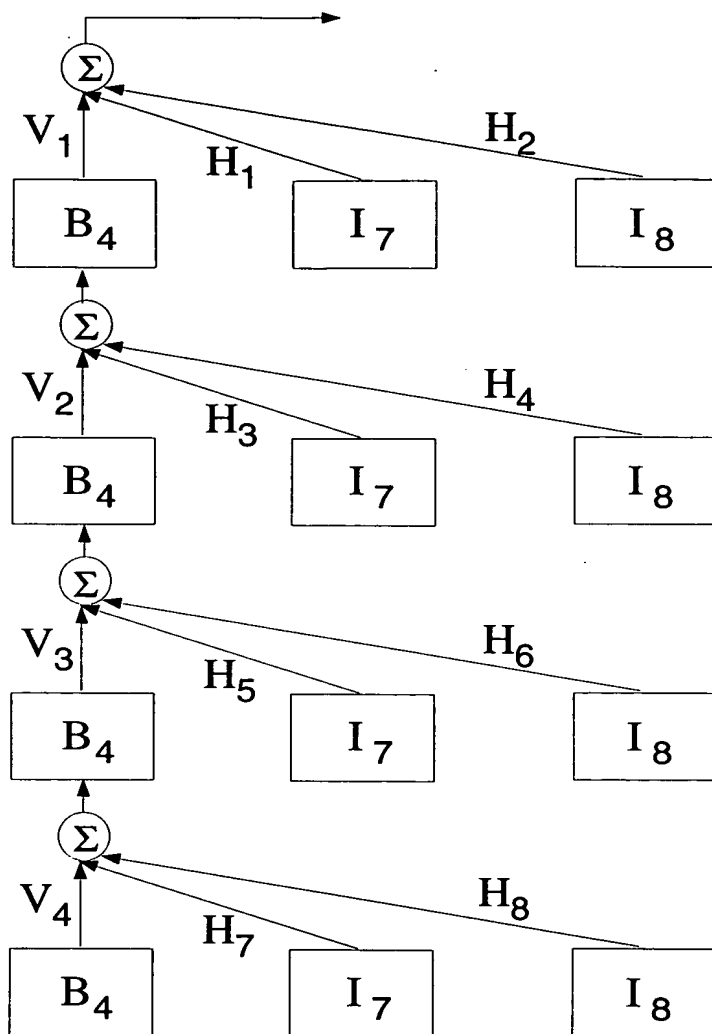 Σ
V₁ H₁ H₂
B₄ I₇ I₈
Σ
V₂ H₃ H₄
B₄ I₇ I₈
Σ
V₃ H₅ H₆
B₄ I₇ I₈
Σ
V₄ H₇ H₈
B₄ I₇ I₈